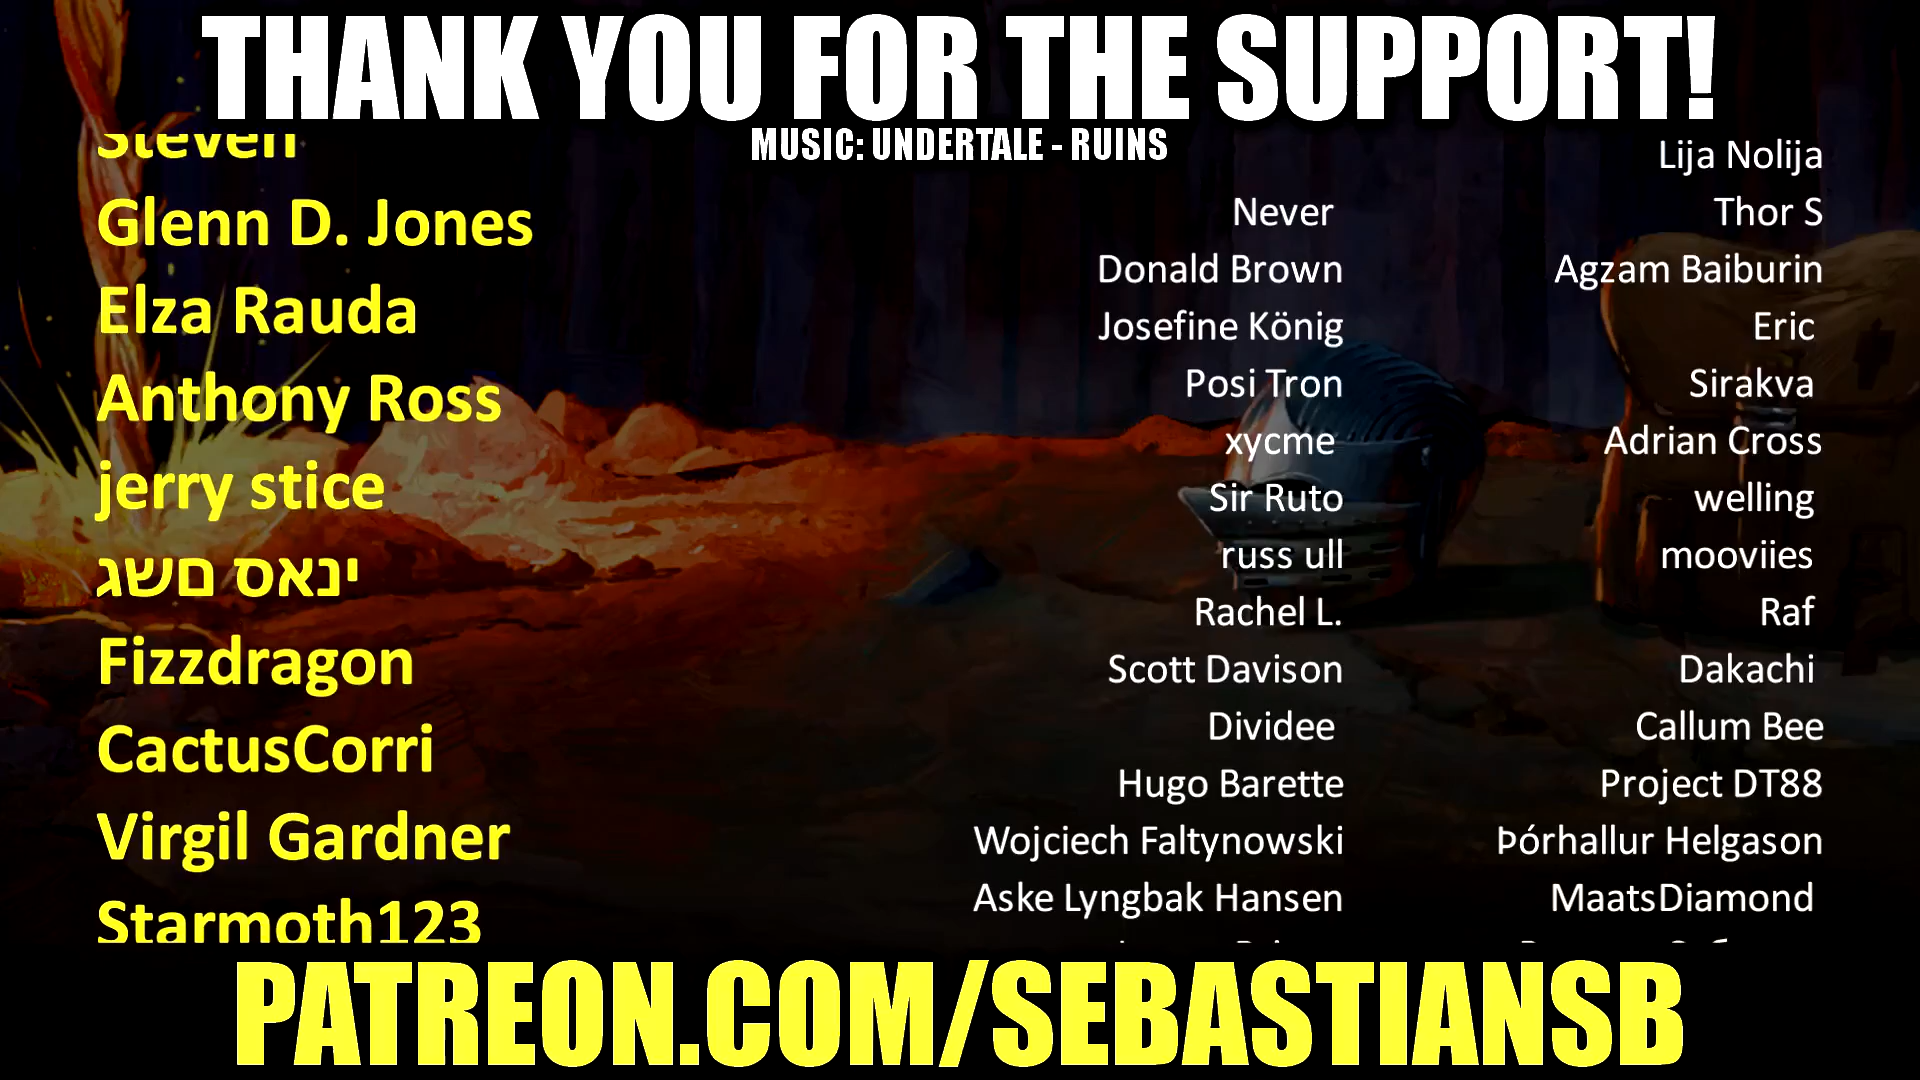 THANK YOU FOR THE SUPPORT!
MUSIC: UNDERTALE - RUINS
Steven
Glenn D. Jones
Elza Rauda
Anthony Ross
jerry stice
גשם סאני
Fizzdragon
CactusCorri
Virgil Gardner
Starmoth123
Never
Donald Brown
Josefine König
Posi Tron
xycme
Sir Ruto
russ ull
Rachel L.
Scott Davison
Dividee
Hugo Barette
Wojciech Faltynowski
Aske Lyngbak Hansen
Lija Nolija
Thor S
Agzam Baiburin
Eric
Sirakva
Adrian Cross
welling
mooviies
Raf
Dakachi
Callum Bee
Project DT88
Þórhallur Helgason
MaatsDiamond
PATREON.COM/SEBASTIANSB